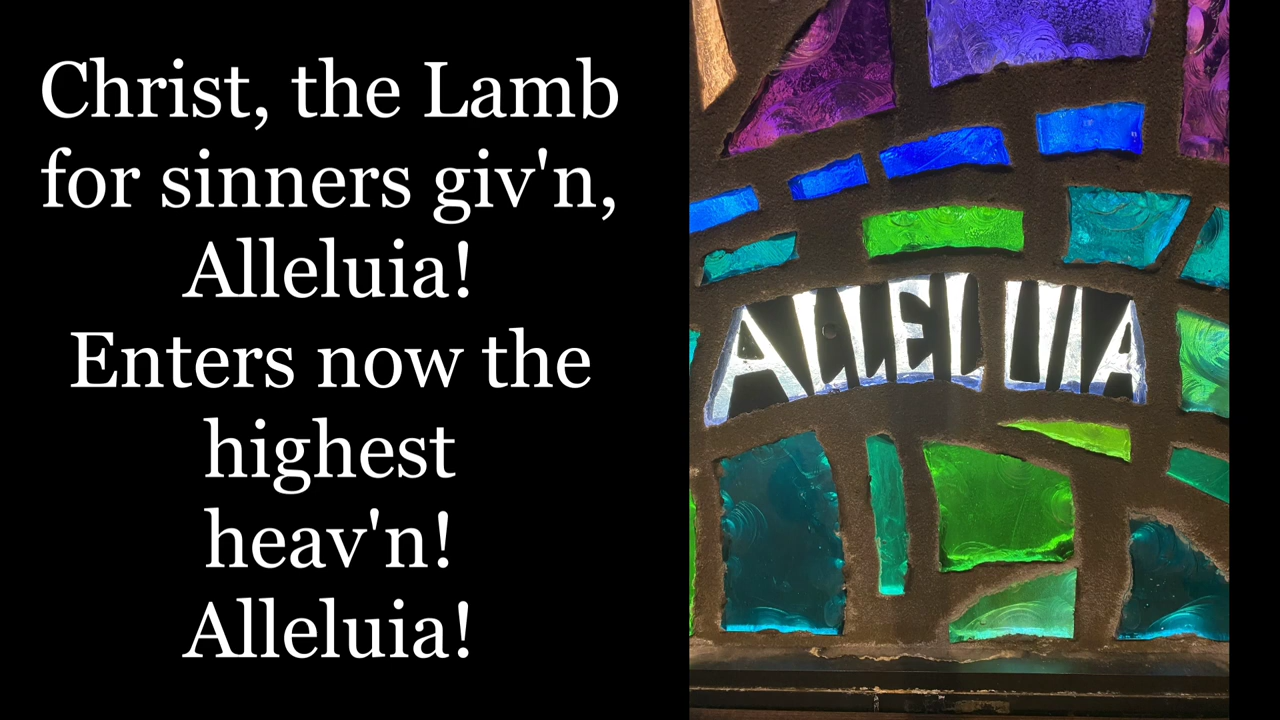 Christ, the Lamb
for sinners giv'n,
Alleluia!
Enters now the
highest
heav'n!
Alleluia!
ALLELUIA